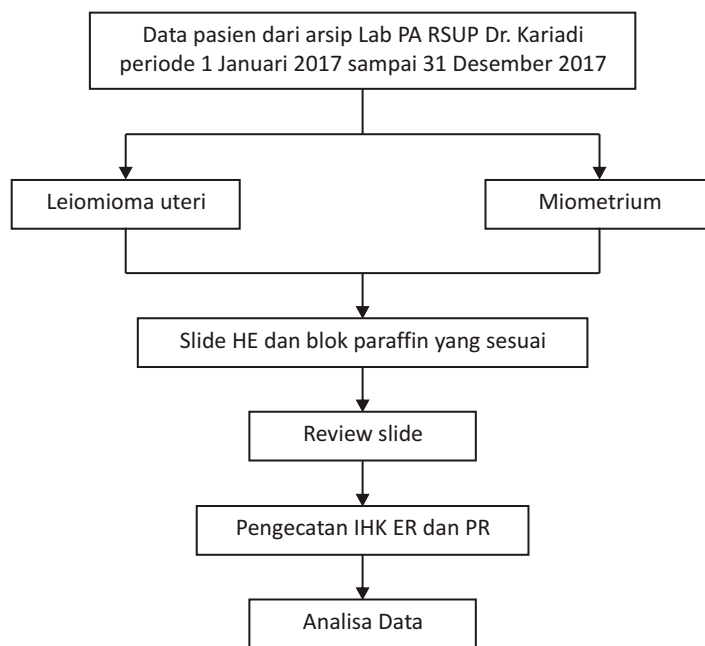 Data pasien dari arsip Lab PA RSUP Dr. Kariadi
periode 1 Januari 2017 sampai 31 Desember 2017
Leiomioma uteri
Miometrium
Slide HE dan blok paraffin yang sesuai
Review slide
Pengecatan IHK ER dan PR
Analisa Data